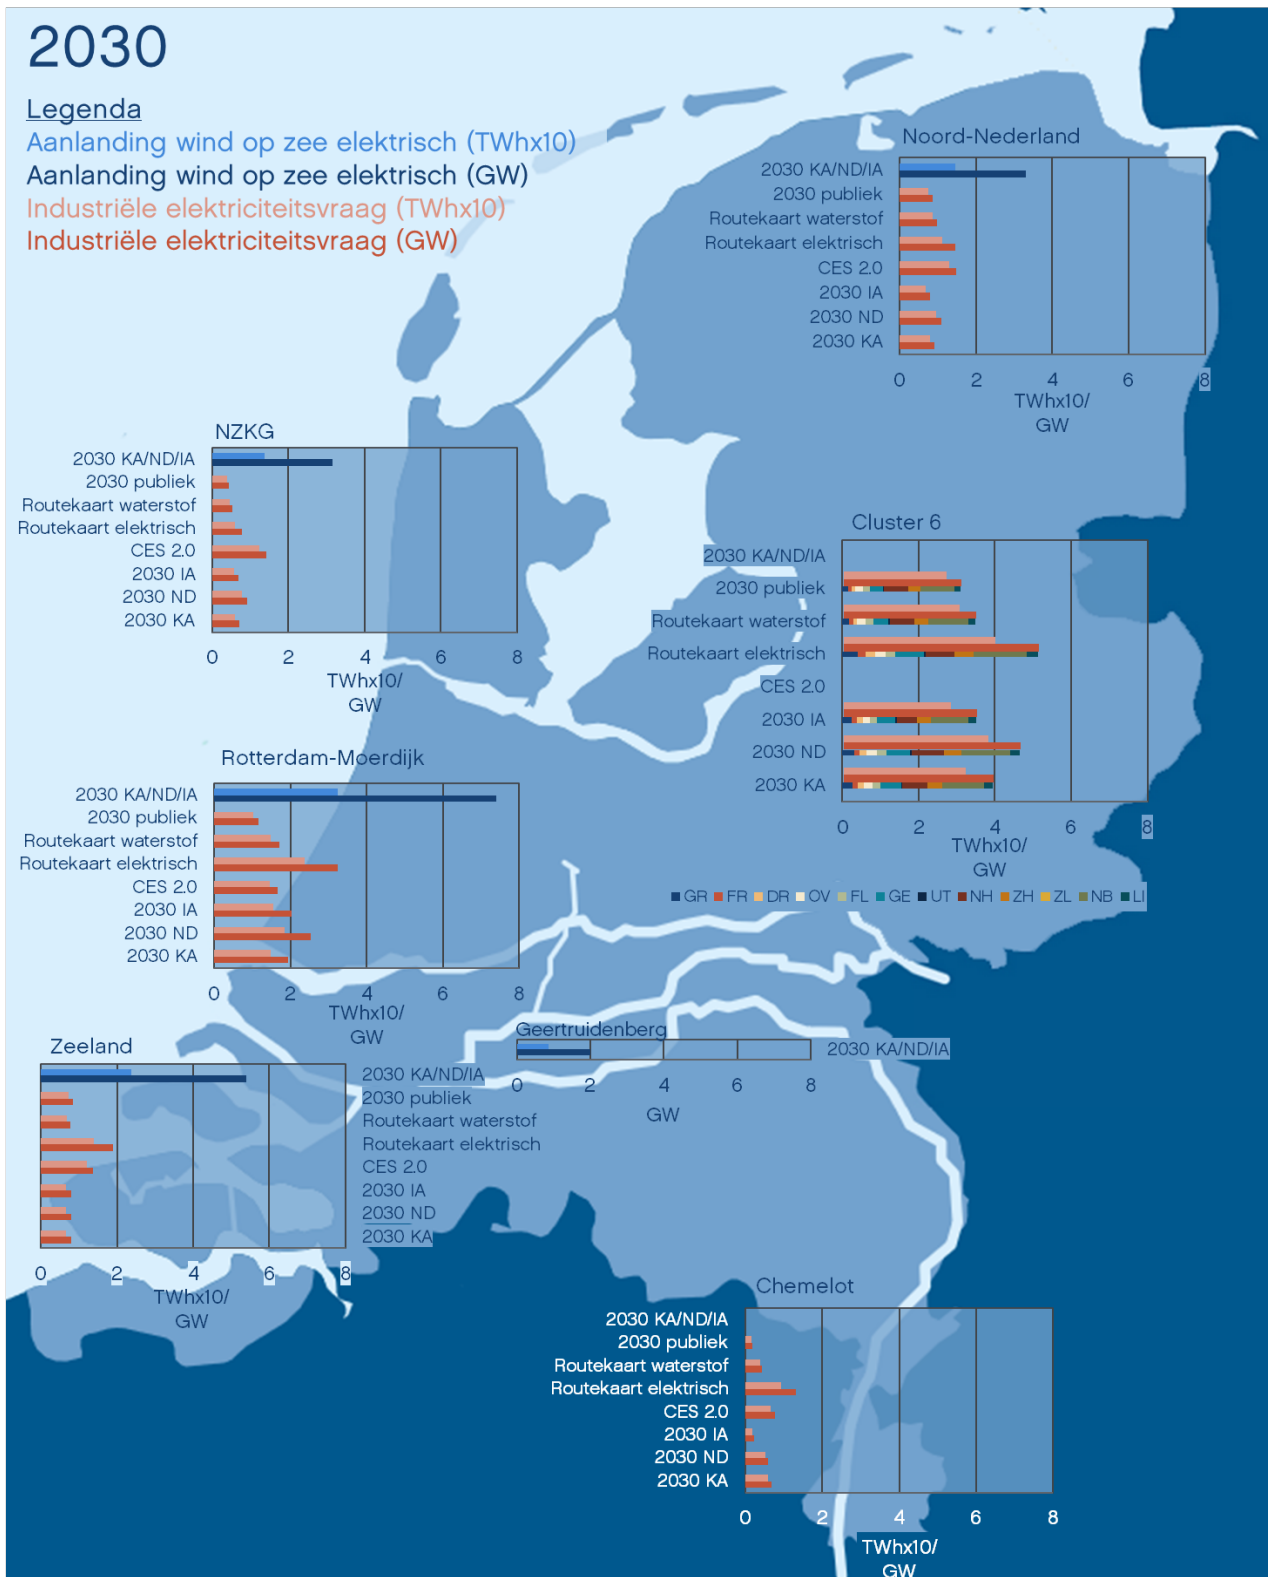 2030
Legenda
Aanlanding wind op zee elektrisch (TWhx10)
Aanlanding wind op zee elektrisch (GW)
Industriële elektriciteitsvraag (TWhx10)
Industriële elektriciteitsvraag (GW)
Noord-Nederland
2030 KA/ND/IA
2030 publiek
Routekaart waterstof
Routekaart elektrisch
CES 2.0
2030 IA
2030 ND
2030 KA
0 2 4 6 8
TWhx10/
GW
NZKG
2030 KA/ND/IA
2030 publiek
Routekaart waterstof
Routekaart elektrisch
CES 2.0
2030 IA
2030 ND
2030 KA
0 2 4 6 8
TWhx10/
GW
Cluster 6
2030 KA/ND/IA
2030 publiek
Routekaart waterstof
Routekaart elektrisch
CES 2.0
2030 IA
2030 ND
2030 KA
0 2 4 6 8
TWhx10/
GW
GR FR DR OV FL GE UT NH ZH ZL NB LI
Rotterdam-Moerdijk
2030 KA/ND/IA
2030 publiek
Routekaart waterstof
Routekaart elektrisch
CES 2.0
2030 IA
2030 ND
2030 KA
0 2 4 6 8
TWhx10/
GW
Geertruidenberg
2030 KA/ND/IA
0 2 4 6 8
GW
Zeeland
2030 KA/ND/IA
2030 publiek
Routekaart waterstof
Routekaart elektrisch
CES 2.0
2030 IA
2030 ND
2030 KA
0 2 4 6 8
TWhx10/
GW
Chemelot
2030 KA/ND/IA
2030 publiek
Routekaart waterstof
Routekaart elektrisch
CES 2.0
2030 IA
2030 ND
2030 KA
0 2 4 6 8
TWhx10/
GW